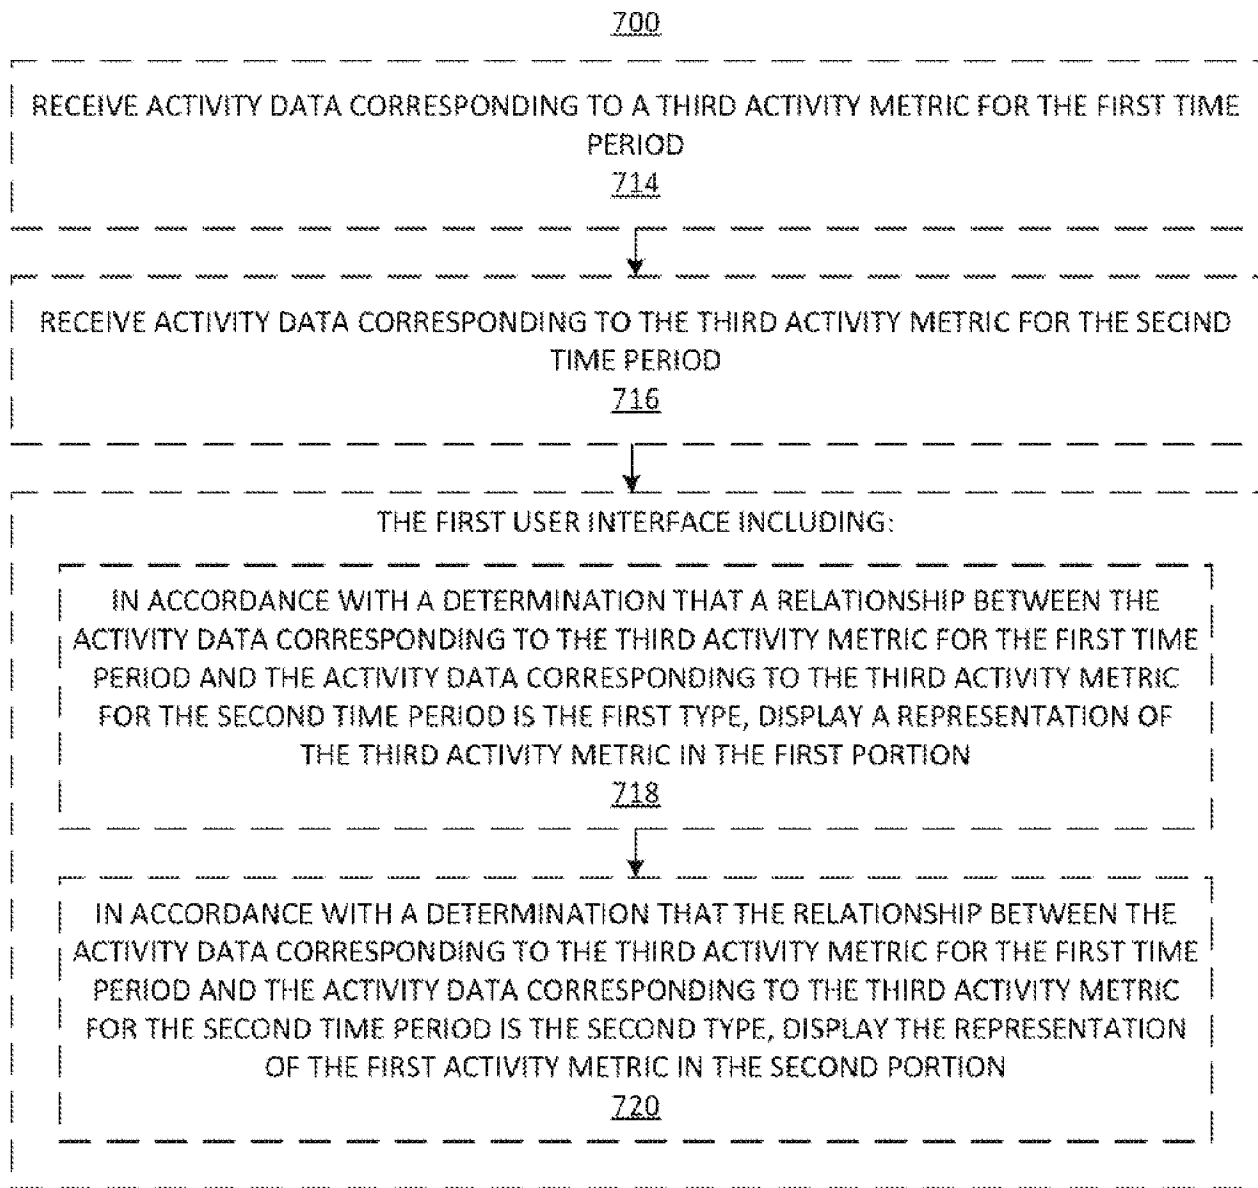 700
RECEIVE ACTIVITY DATA CORRESPONDING TO A THIRD ACTIVITY METRIC FOR THE FIRST TIME
PERIOD
714
RECEIVE ACTIVITY DATA CORRESPONDING TO THE THIRD ACTIVITY METRIC FOR THE SECIND
TIME PERIOD
716
THE FIRST USER INTERFACE INCLUDING:
IN ACCORDANCE WITH A DETERMINATION THAT A RELATIONSHIP BETWEEN THE
ACTIVITY DATA CORRESPONDING TO THE THIRD ACTIVITY METRIC FOR THE FIRST TIME
PERIOD AND THE ACTIVITY DATA CORRESPONDING TO THE THIRD ACTIVITY METRIC
FOR THE SECOND TIME PERIOD IS THE FIRST TYPE, DISPLAY A REPRESENTATION OF
THE THIRD ACTIVITY METRIC IN THE FIRST PORTION
718
IN ACCORDANCE WITH A DETERMINATION THAT THE RELATIONSHIP BETWEEN THE
ACTIVITY DATA CORRESPONDING TO THE THIRD ACTIVITY METRIC FOR THE FIRST TIME
PERIOD AND THE ACTIVITY DATA CORRESPONDING TO THE THIRD ACTIVITY METRIC
FOR THE SECOND TIME PERIOD IS THE SECOND TYPE, DISPLAY THE REPRESENTATION
OF THE FIRST ACTIVITY METRIC IN THE SECOND PORTION
720